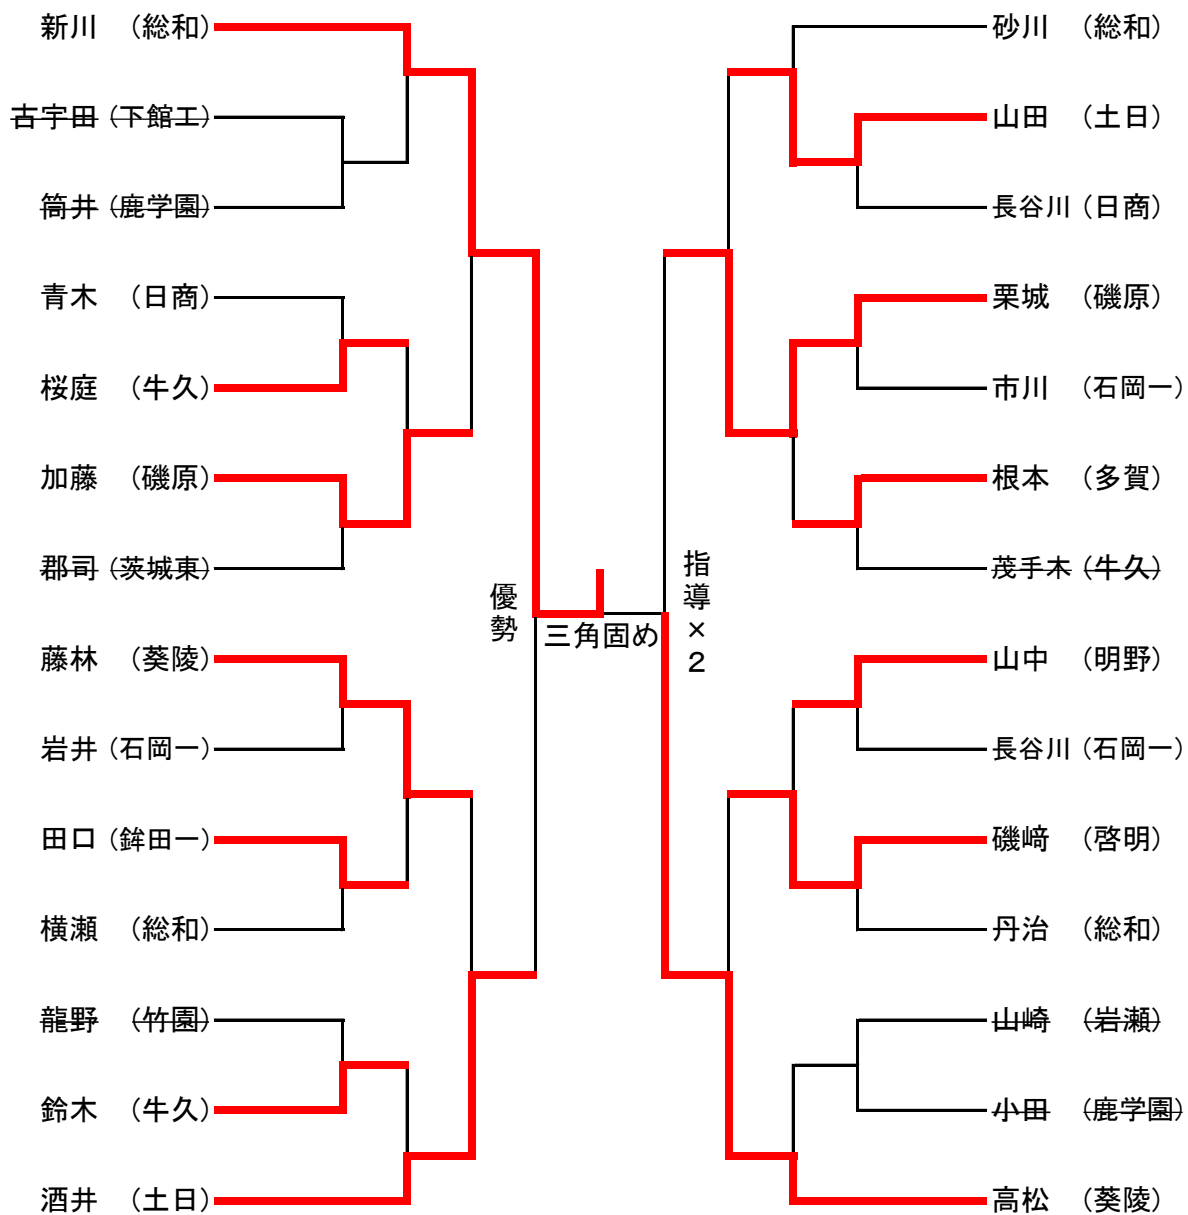 新川 （総和）
古宇田（下館工）
筒井（鹿学園）
青木 （日商）
桜庭 （牛久）
加藤 （磯原）
郡司（茨城東）
藤林 （葵陵）
岩井（石岡一）
田口（鉾田一）
横瀬 （総和）
龍野 （竹園）
鈴木 （牛久）
酒井 （土日）
優勢
三角固め
指導×2
砂川 （総和）
山田 （土日）
長谷川（日商）
栗城 （磯原）
市川 （石岡一）
根本 （多賀）
茂手木（牛久）
山中 （明野）
長谷川（石岡一）
磯﨑 （啓明）
丹治 （総和）
山崎 （岩瀬）
小田 （鹿学園）
高松 （葵陵）